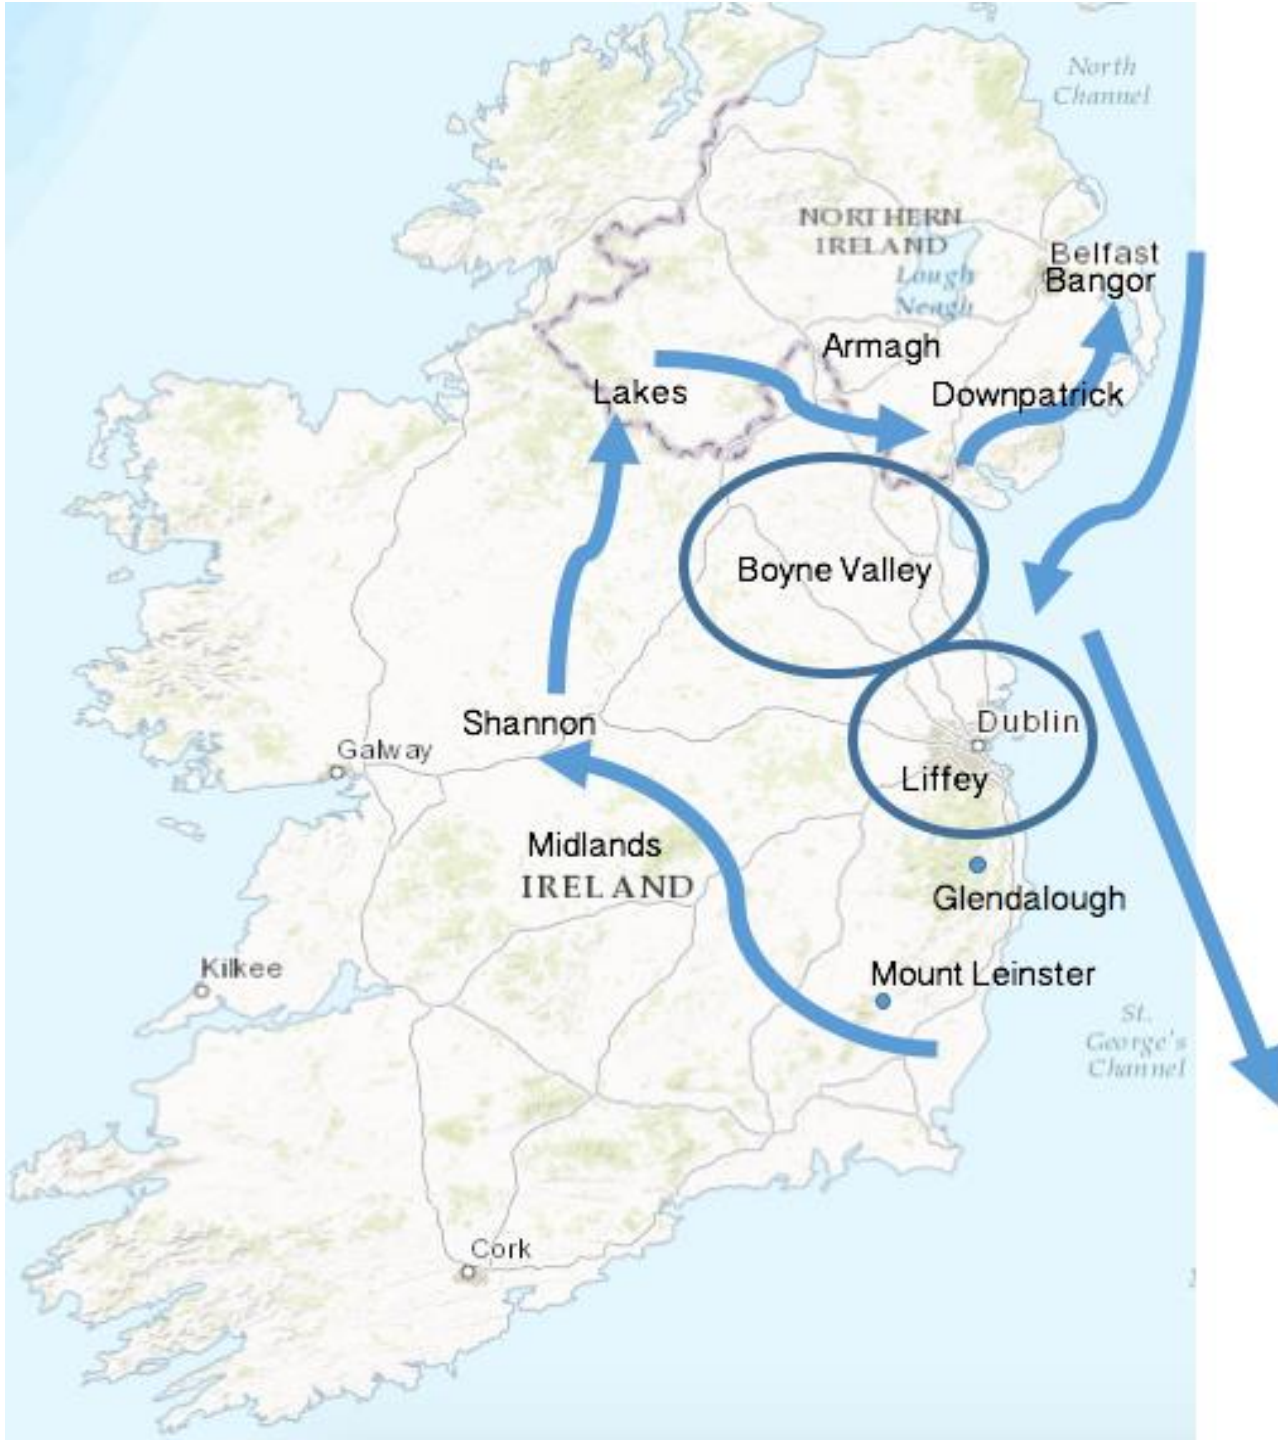 North
Channel
NORTHERN
IRELAND
Belfast
Bangor
Lough
Neagh
Armagh
Lakes
Downpatrick
Boyne Valley
Shannon
Dublin
Galway
Liffey
Midlands
IRELAND
Glendalough
Kilkee
Mount Leinster
St.
George's
Channel
Cork